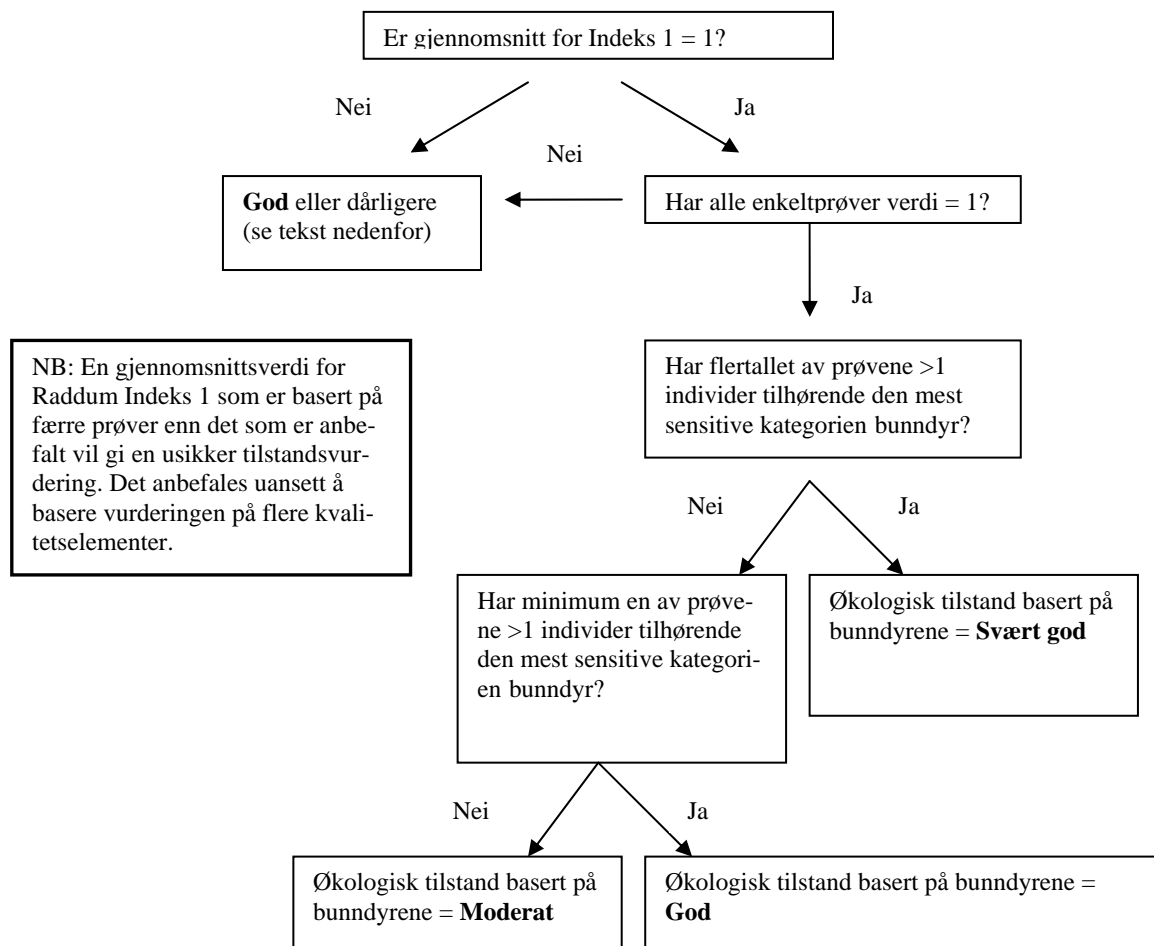 Er gjennomsnitt for Indeks 1 = 1?
Nei
Ja
Nei
God eller dårligere
(se tekst nedenfor)
Har alle enkeltprøver verdi = 1?
Ja
NB: En gjennomsnittsverdi for
Raddum Indeks 1 som er basert på
færre prøver enn det som er anbe-
falt vil gi en usikker tilstandsvur-
dering. Det anbefales uansett å
basere vurderingen på flere kvali-
tetselementer.
Har flertallet av prøvene >1
individer tilhørende den mest
sensitive kategorien bunndyr?
Nei
Ja
Har minimum en av prøve-
ne >1 individer tilhørende
den mest sensitive kategori-
en bunndyr?
Økologisk tilstand basert på
bunndyrene = Svært god
Nei
Ja
Økologisk tilstand basert på
bunndyrene = Moderat
Økologisk tilstand basert på bunndyrene =
God